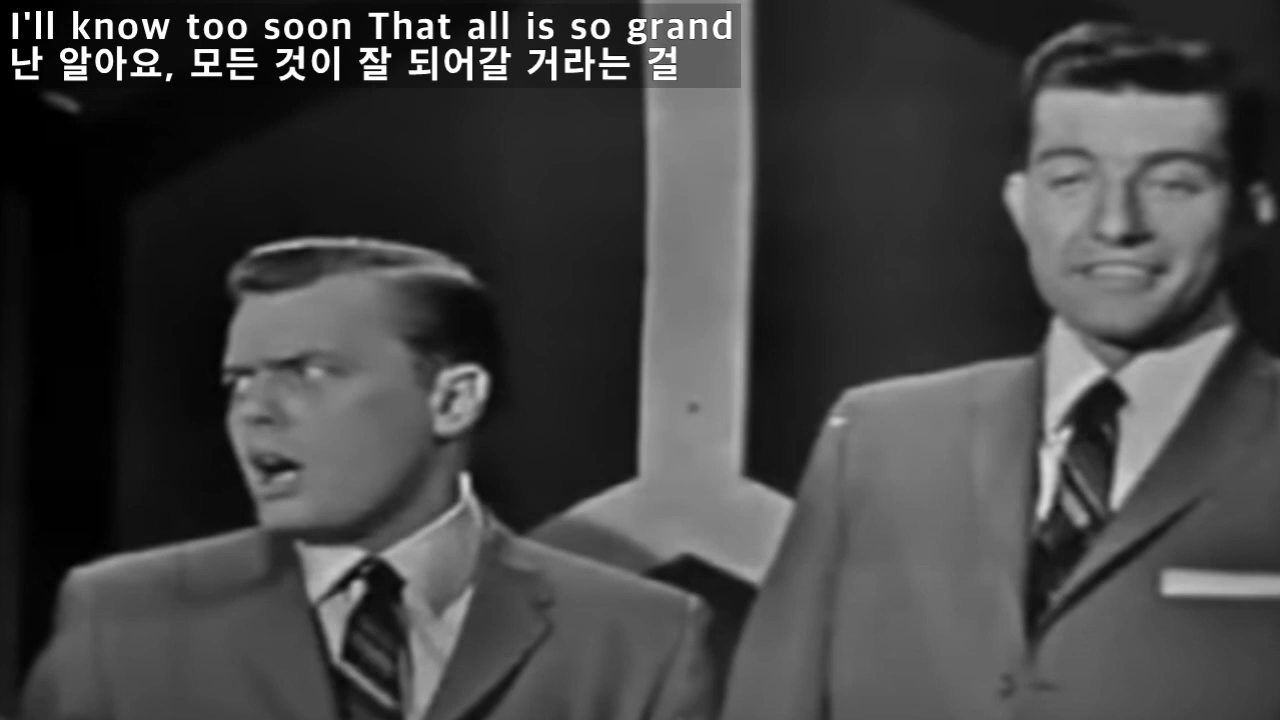 I'll know too soon That all is so grand
난 알아요, 모든 것이 잘 되어갈 거라는 걸